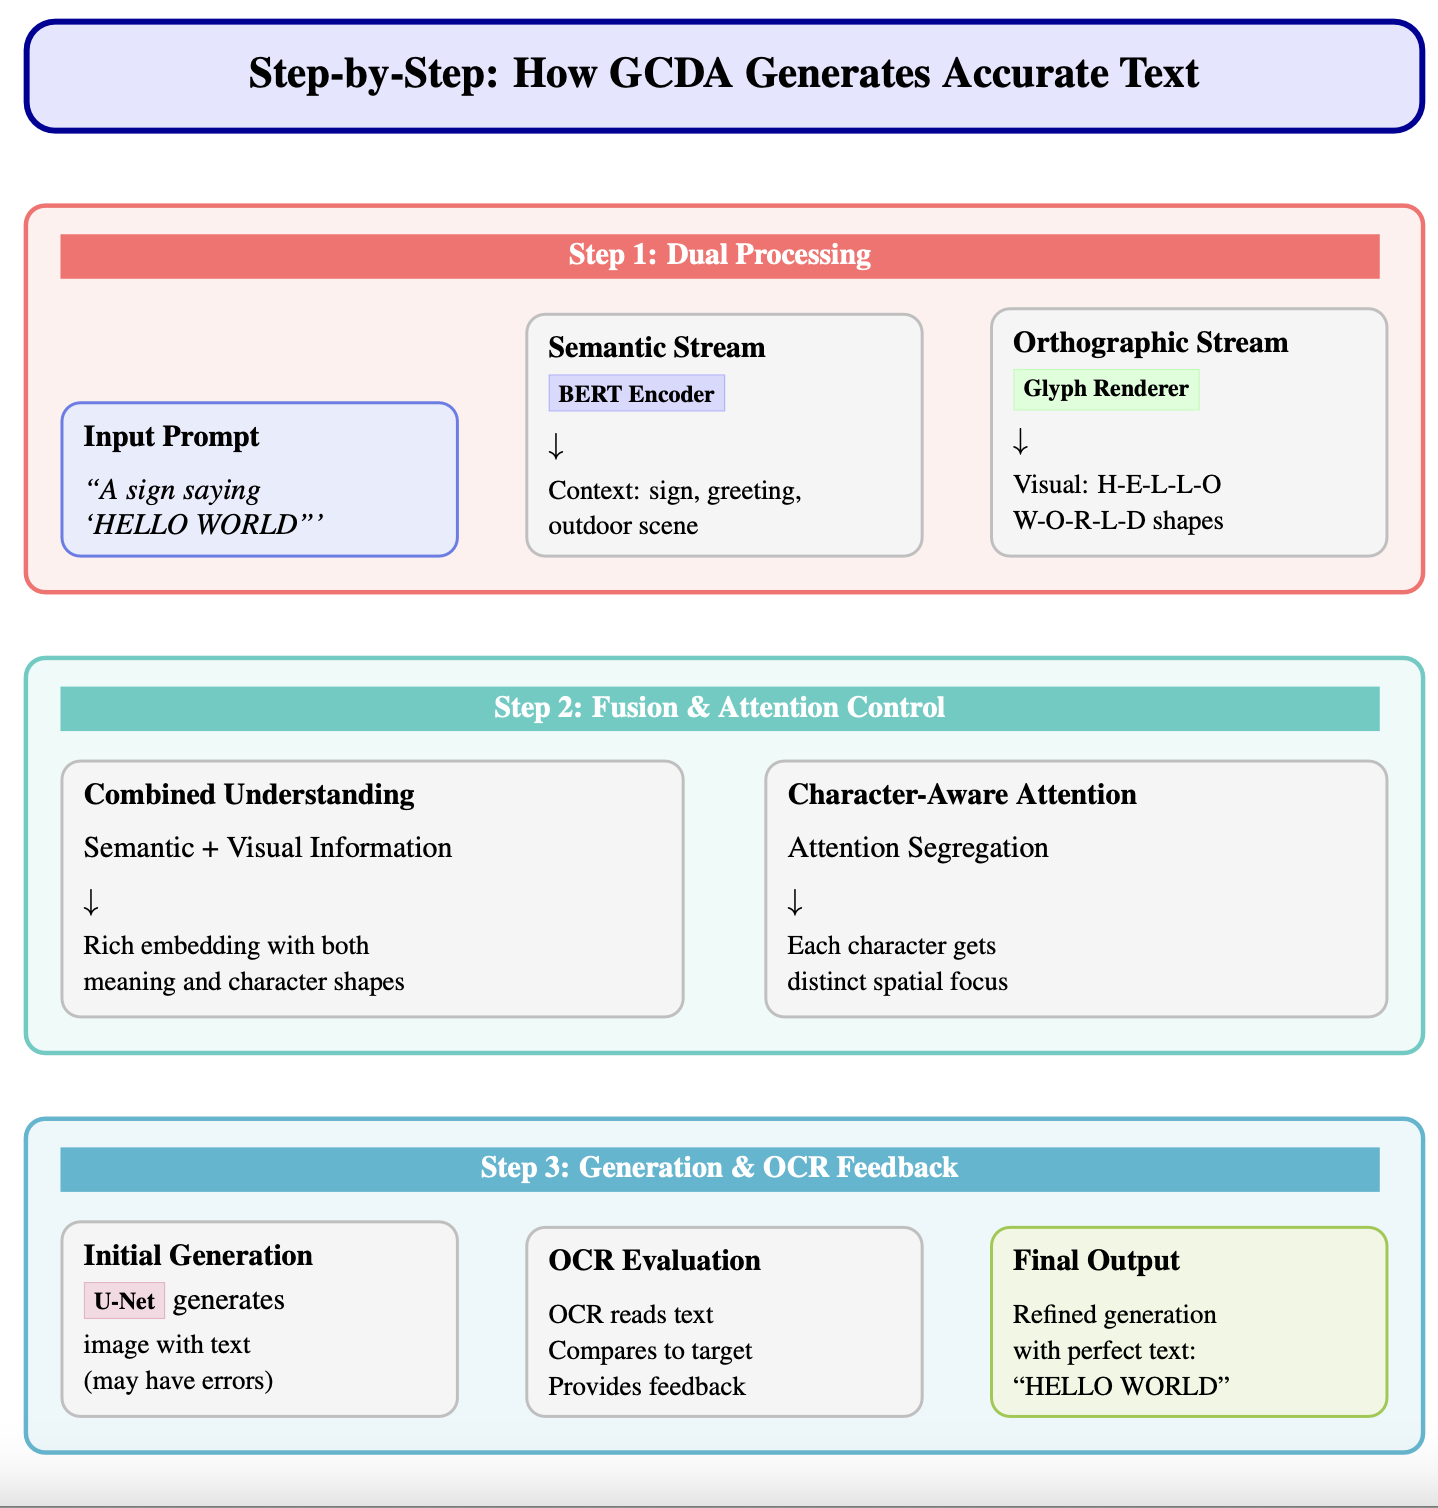 Step-by-Step: How GCDA Generates Accurate Text
Step 1: Dual Processing
Input Prompt
“A sign saying
‘HELLO WORLD”’
Semantic Stream
BERT Encoder
↓
Context: sign, greeting,
outdoor scene
Orthographic Stream
Glyph Renderer
↓
Visual: H-E-L-L-O
W-O-R-L-D shapes
Step 2: Fusion & Attention Control
Combined Understanding
Semantic + Visual Information
↓
Rich embedding with both
meaning and character shapes
Character-Aware Attention
Attention Segregation
↓
Each character gets
distinct spatial focus
Step 3: Generation & OCR Feedback
Initial Generation
U-Net generates
image with text
(may have errors)
OCR Evaluation
OCR reads text
Compares to target
Provides feedback
Final Output
Refined generation
with perfect text:
“HELLO WORLD”